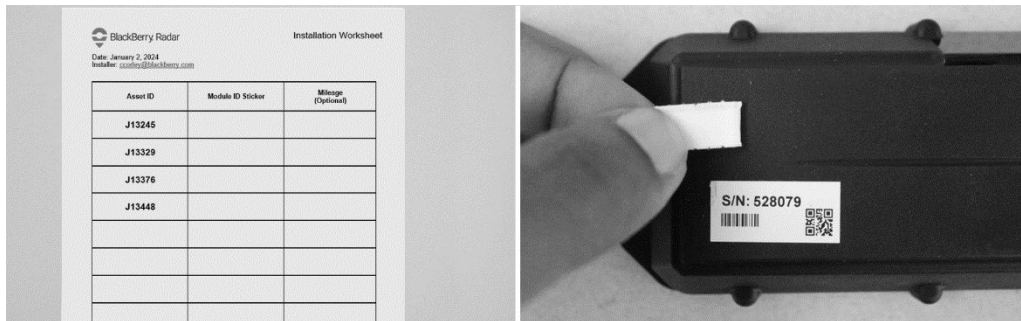 BlackBerry Radar
Installation Worksheet
Date: January 2, 2024
Installer: ccorley@blackberry.com
Asset ID Module ID Sticker Mileage
(Optional)
J13245
J13329
J13376
J13448
S/N: 528079